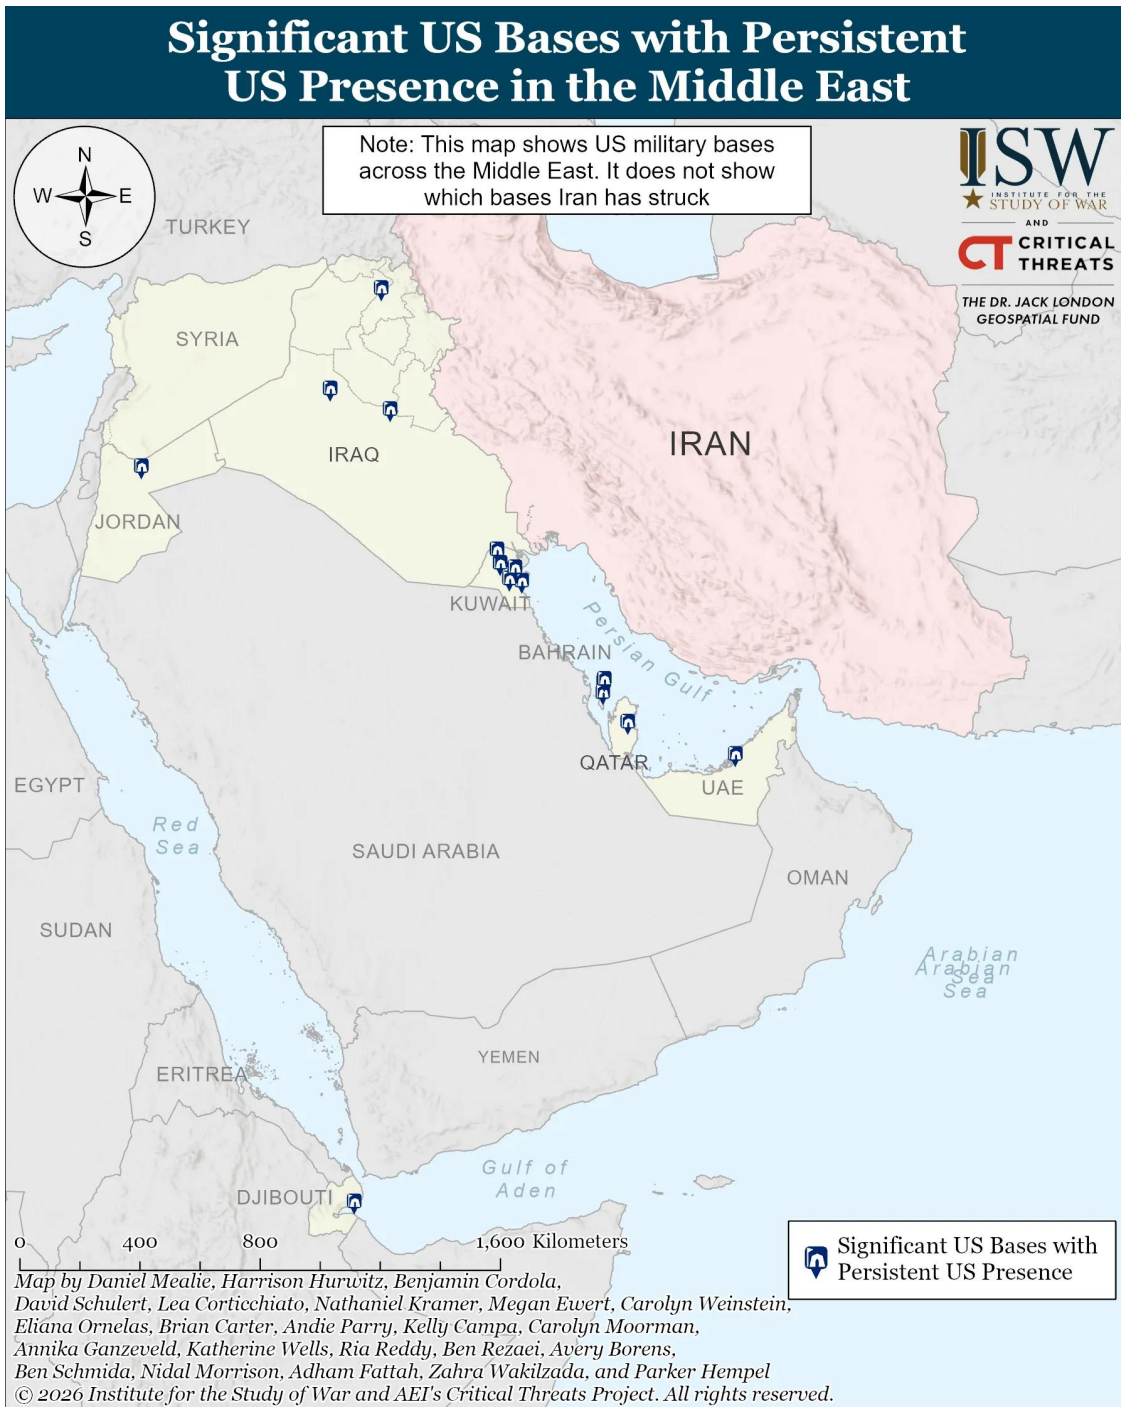 Significant US Bases with Persistent
US Presence in the Middle East
Note: This map shows US military bases
across the Middle East. It does not show
which bases Iran has struck
N
W
E
S
ISW
INSTITUTE FOR THE
STUDY OF WAR
AND
CT CRITICAL
THREATS
THE DR. JACK LONDON
GEOSPATIAL FUND
TURKEY
SYRIA
IRAN
IRAQ
JORDAN
KUWAIT
Persian Gulf
BAHRAIN
QATAR
UAE
EGYPT
Red
Sea
SAUDI ARABIA
OMAN
SUDAN
Arabian
Arabian
Sea
Sea
YEMEN
ERITREA
Gulf of
Aden
DJIBOUTI
0 400 800 1,600 Kilometers
Significant US Bases with
Persistent US Presence
Map by Daniel Mealie, Harrison Hurwitz, Benjamin Cordola,
David Schulert, Lea Corticchiato, Nathaniel Kramer, Megan Ewert, Carolyn Weinstein,
Eliana Ornelas, Brian Carter, Andie Parry, Kelly Campa, Carolyn Moorman,
Annika Ganzeveld, Katherine Wells, Ria Reddy, Ben Rezaei, Avery Borens,
Ben Schmida, Nidal Morrison, Adham Fattah, Zahra Wakilzada, and Parker Hempel
© 2026 Institute for the Study of War and AEI's Critical Threats Project. All rights reserved.